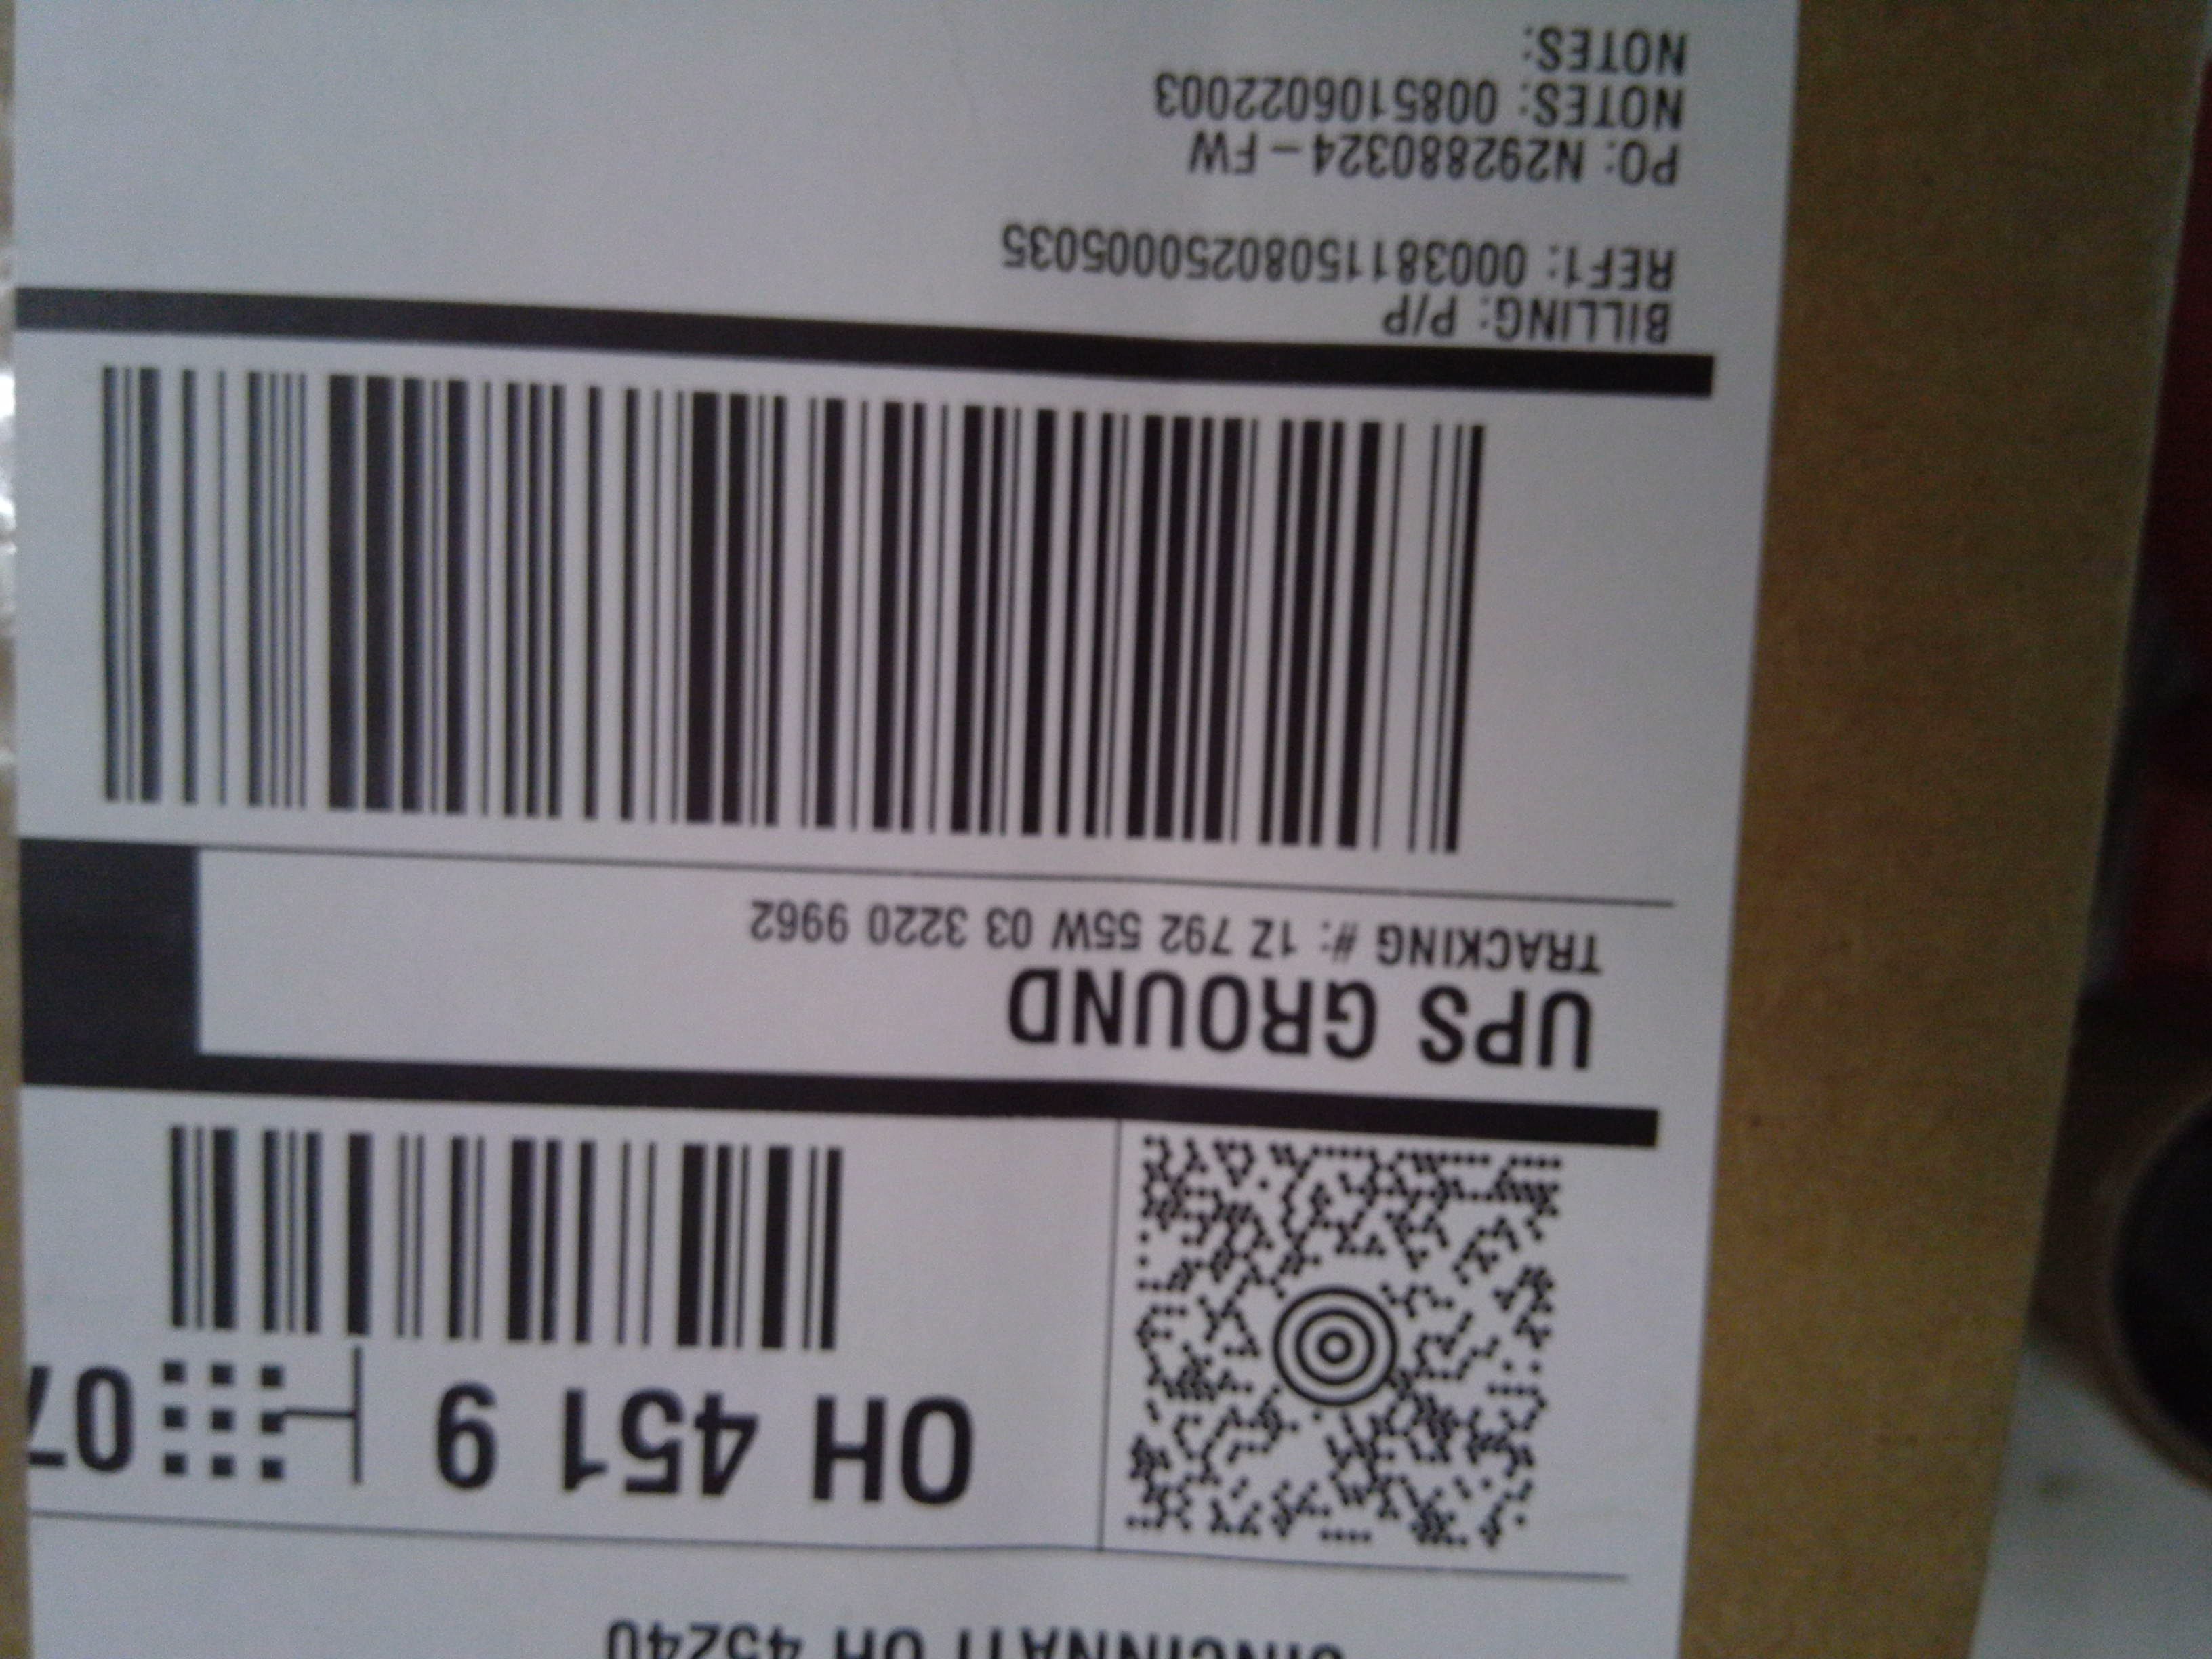 CINCINNATI OH 45240
OH 451 9
07
UPS GROUND
TRACKING #: 1Z 792 55W 03 3220 9962
BILLING: P/P
REF1: 00038115080250005035
PO: N292880324-FW
NOTES: 0085106022003
NOTES: